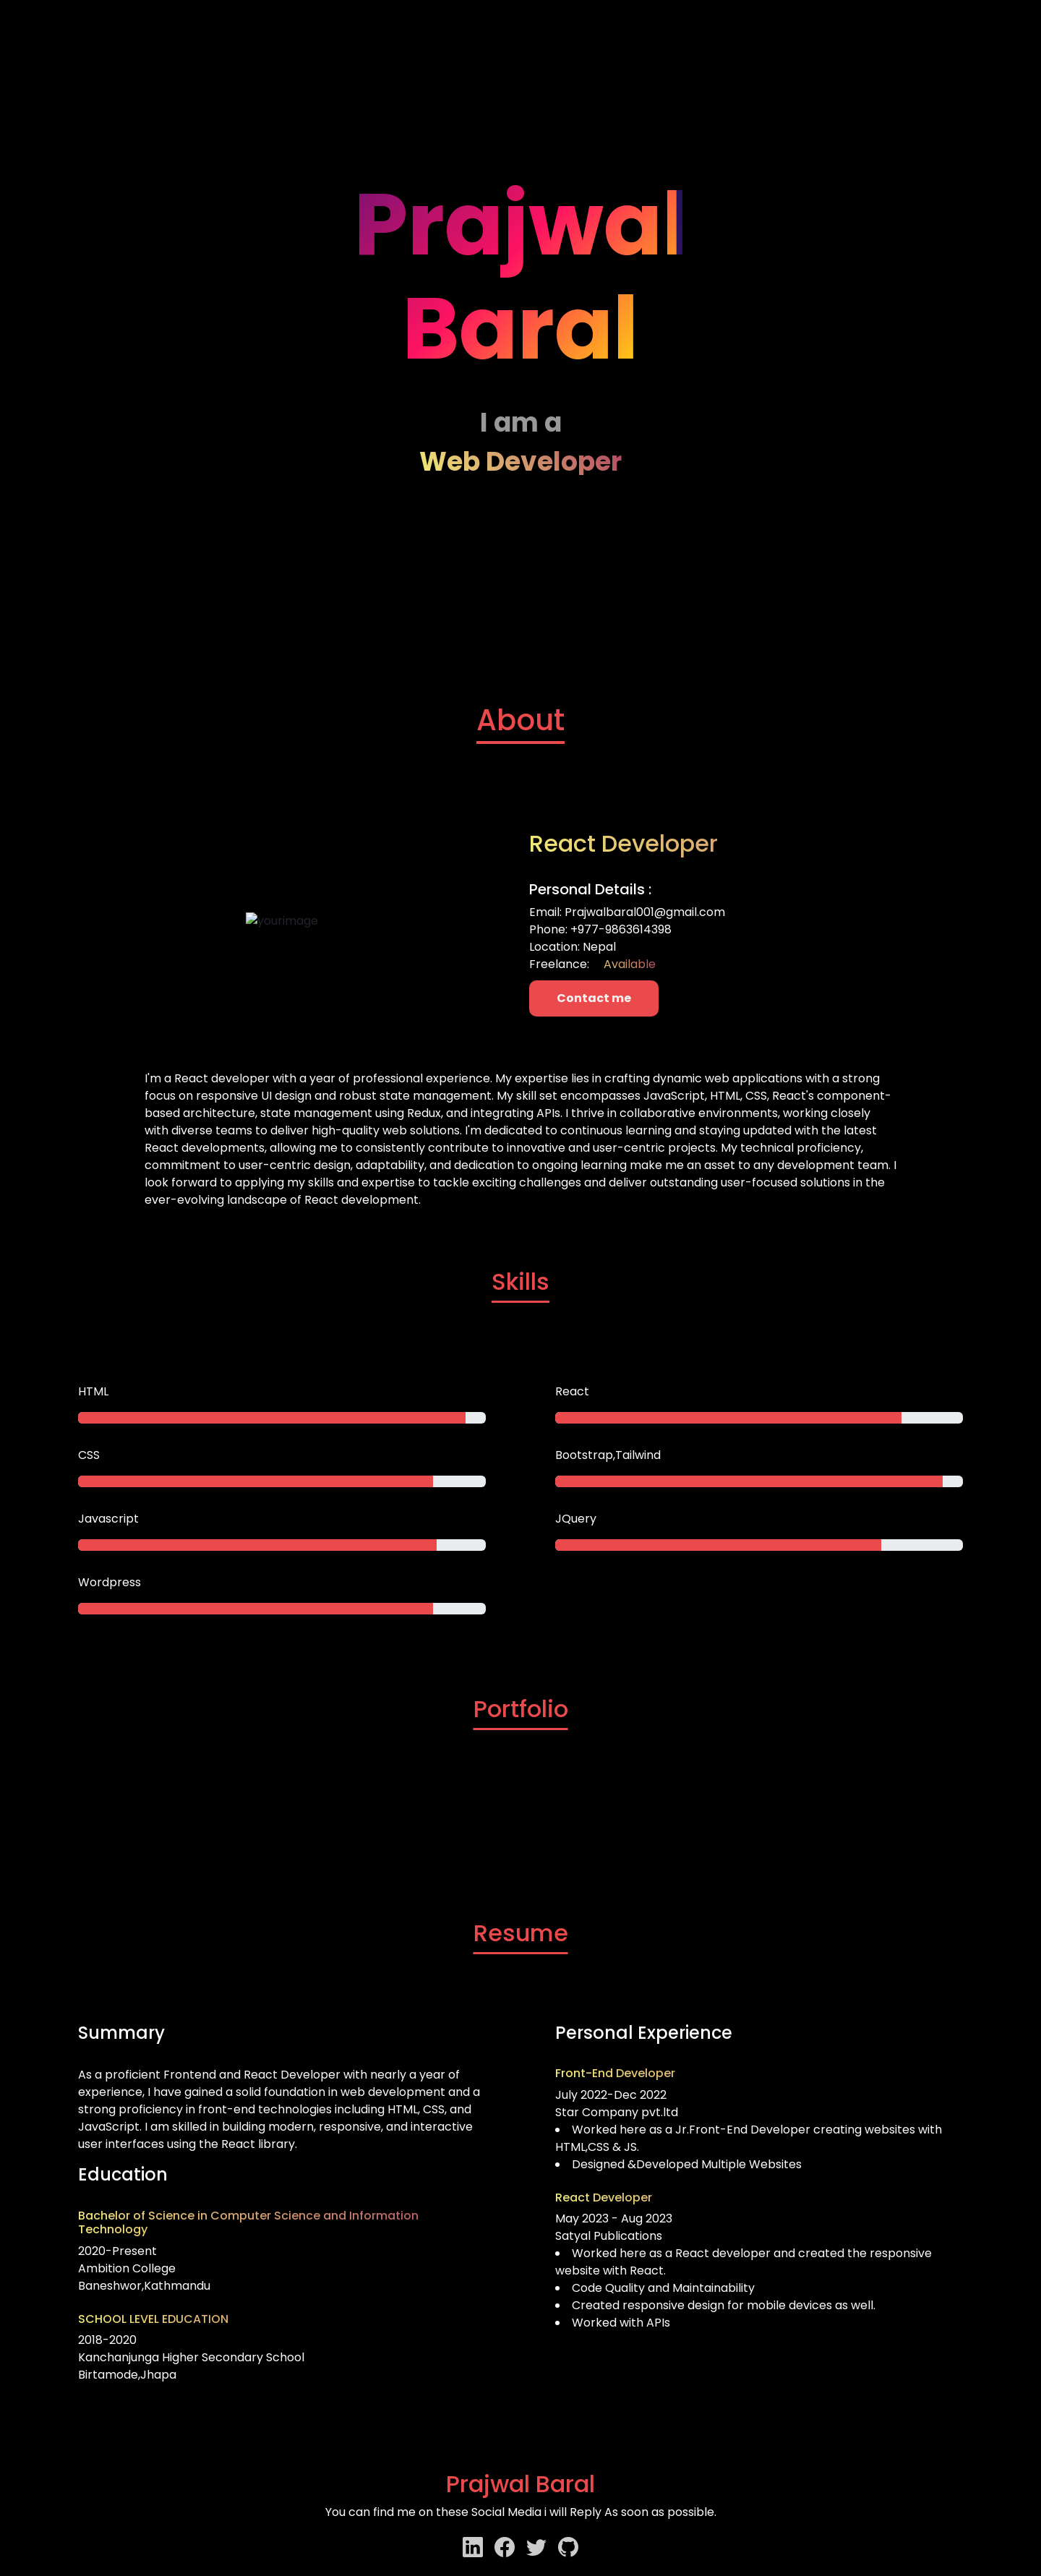 Prajwal
Baral
I am a
Web Developer
About
yourimage
React Developer
Personal Details :
Email: Prajwalbaral001@gmail.com
Phone: +977-9863614398
Location: Nepal
Freelance: Available
Contact me
I'm a React developer with a year of professional experience. My expertise lies in crafting dynamic web applications with a strong
focus on responsive UI design and robust state management. My skill set encompasses JavaScript, HTML, CSS, React's component-
based architecture, state management using Redux, and integrating APIs. I thrive in collaborative environments, working closely
with diverse teams to deliver high-quality web solutions. I'm dedicated to continuous learning and staying updated with the latest
React developments, allowing me to consistently contribute to innovative and user-centric projects. My technical proficiency,
commitment to user-centric design, adaptability, and dedication to ongoing learning make me an asset to any development team. I
look forward to applying my skills and expertise to tackle exciting challenges and deliver outstanding user-focused solutions in the
ever-evolving landscape of React development.
Skills
HTML
CSS
Javascript
Wordpress
React
Bootstrap,Tailwind
JQuery
Portfolio
Resume
Summary
As a proficient Frontend and React Developer with nearly a year of
experience, I have gained a solid foundation in web development and a
strong proficiency in front-end technologies including HTML, CSS, and
JavaScript. I am skilled in building modern, responsive, and interactive
user interfaces using the React library.
Education
Bachelor of Science in Computer Science and Information
Technology
2020-Present
Ambition College
Baneshwor,Kathmandu
SCHOOL LEVEL EDUCATION
2018-2020
Kanchanjunga Higher Secondary School
Birtamode,Jhapa
Personal Experience
Front-End Developer
July 2022-Dec 2022
Star Company pvt.ltd
• Worked here as a Jr.Front-End Developer creating websites with
HTML,CSS & JS.
• Designed &Developed Multiple Websites
React Developer
May 2023 - Aug 2023
Satyal Publications
• Worked here as a React developer and created the responsive
website with React.
• Code Quality and Maintainability
• Created responsive design for mobile devices as well.
• Worked with APIs
Prajwal Baral
You can find me on these Social Media i will Reply As soon as possible.